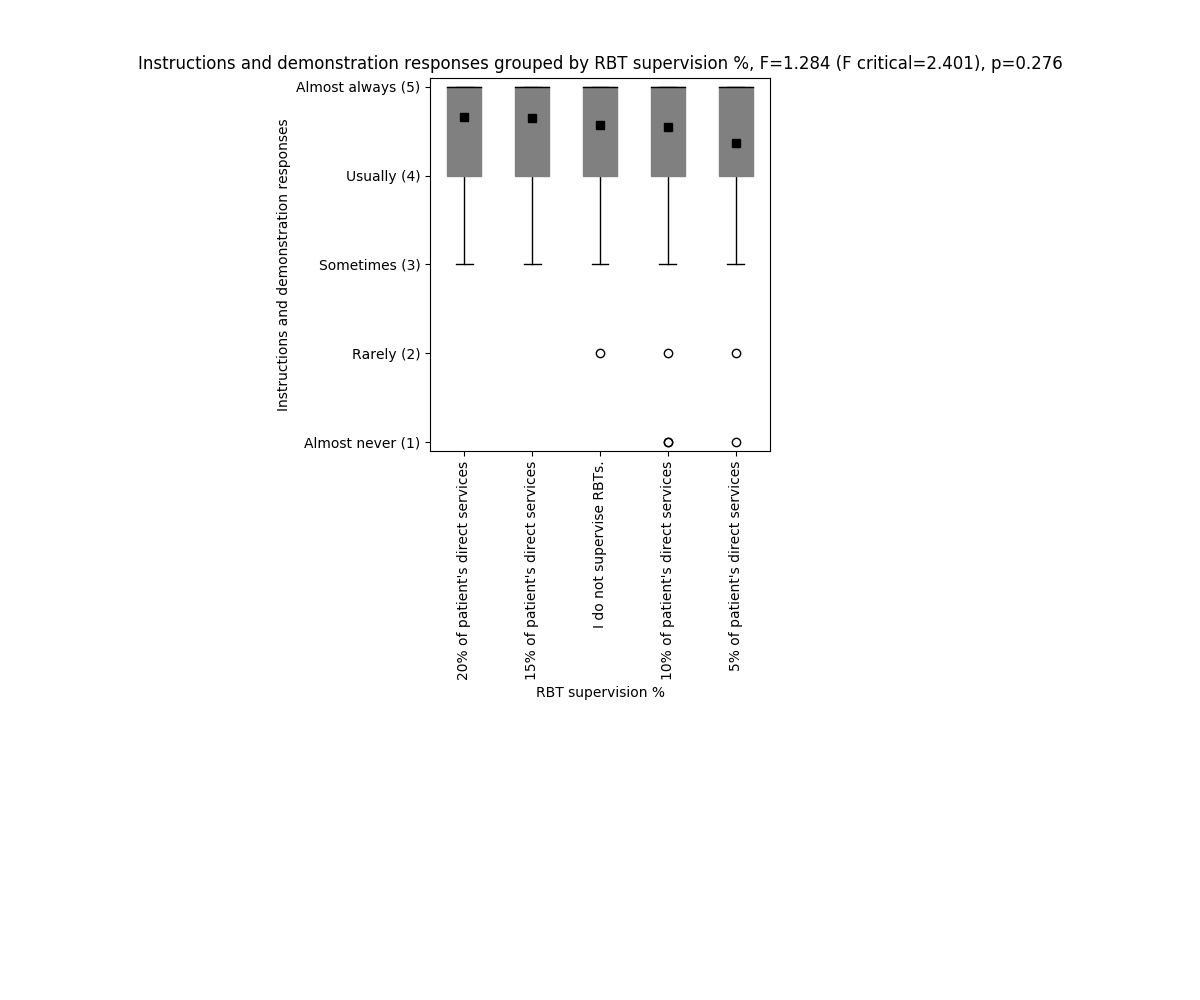 Instructions and demonstration responses grouped by RBT supervision %, F=1.284 (F critical=2.401), p=0.276
Instructions and demonstration responses
Almost always (5)
Usually (4)
Sometimes (3)
Rarely (2)
Almost never (1)
20% of patient's direct services
15% of patient's direct services
I do not supervise RBTs.
10% of patient's direct services
5% of patient's direct services
RBT supervision %